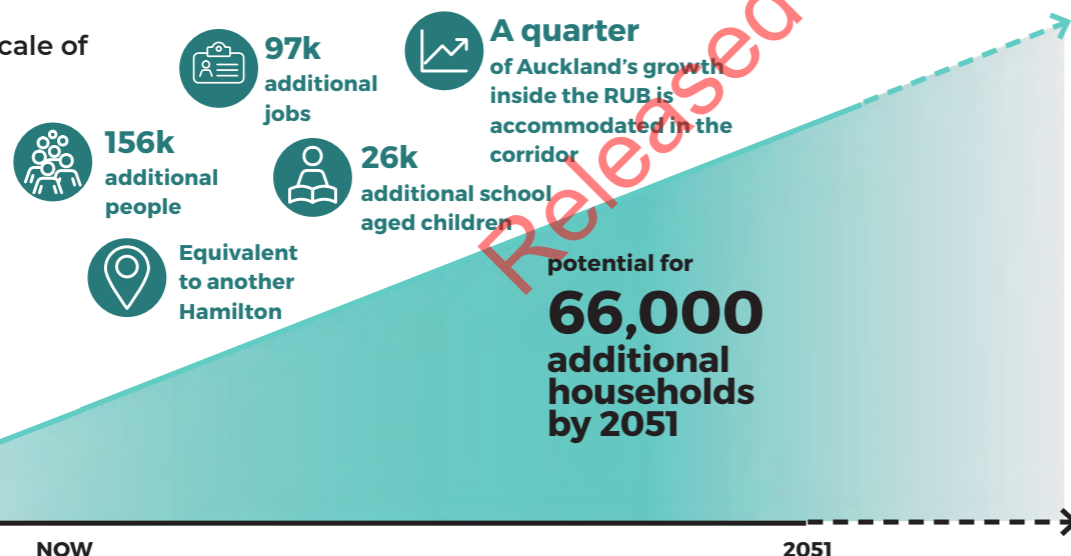 cale of
97k
additional
jobs
A quarter
of Auckland's growth
inside the RUB is
accommodated in the
corridor
156k
additional
people
26k
additional school
aged children
Equivalent
to another
Hamilton
Released
potential for
66,000
additional
households
by 2051
NOW
2051